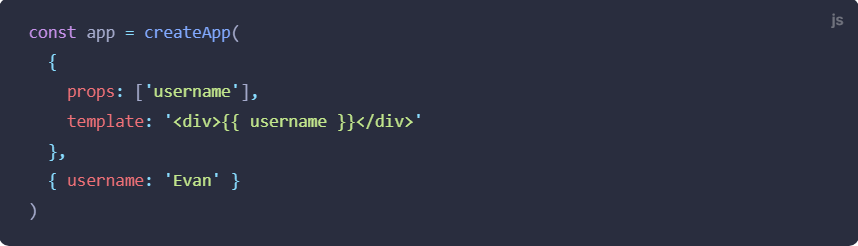 js
const app = createApp(
  {
    props: ['username'],
    template: '<div>{{ username }}</div>'
  },
  { username: 'Evan' }
)